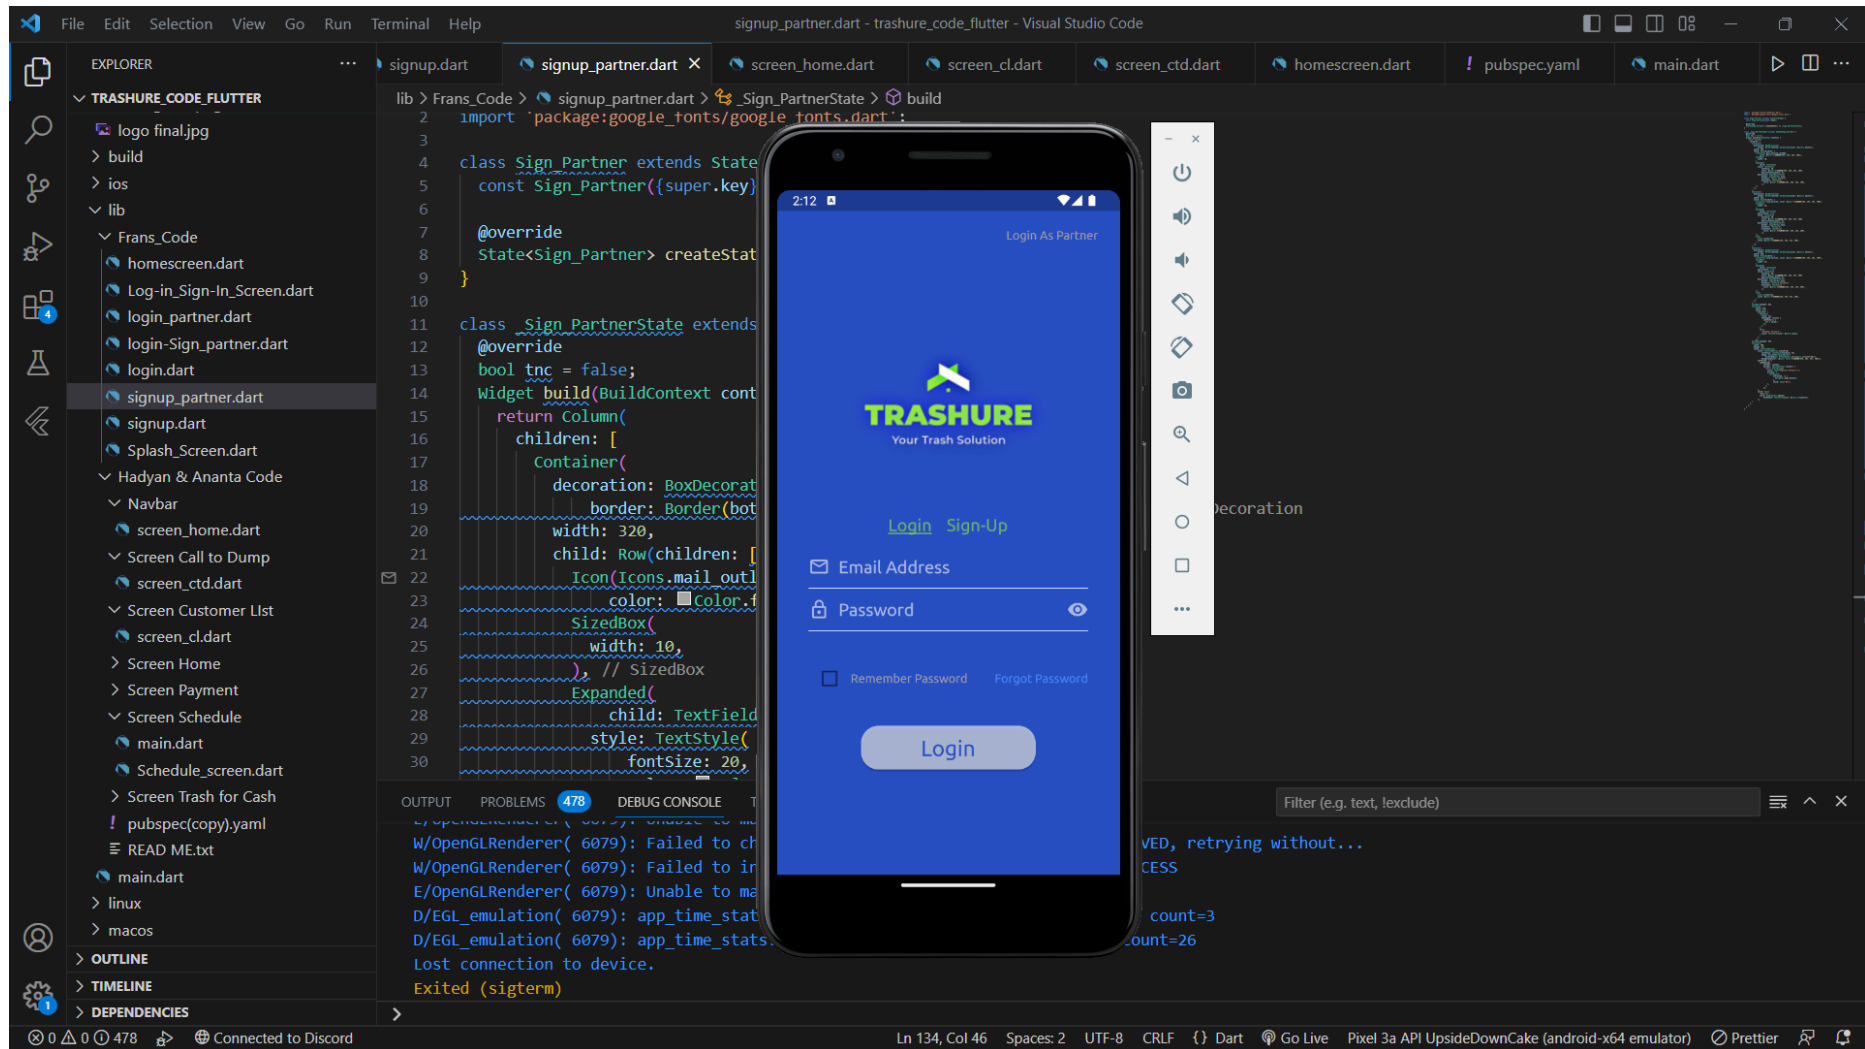 File Edit Selection View Go Run Terminal Help
signup_partner.dart - trashure_code_flutter - Visual Studio Code
EXPLORER
signup.dart
signup_partner.dart
screen_home.dart
screen_cl.dart
screen_ctd.dart
homescreen.dart
! pubspec.yaml
main.dart
TRASHURE_CODE_FLUTTER
logo final.jpg
build
ios
lib
Frans_Code
homescreen.dart
Log-in_Sign-In_Screen.dart
login_partner.dart
login-Sign_partner.dart
login.dart
signup_partner.dart
signup.dart
Splash_Screen.dart
Hadyan & Ananta Code
Navbar
screen_home.dart
Screen Call to Dump
screen_ctd.dart
Screen Customer LIst
screen_cl.dart
Screen Home
Screen Payment
Screen Schedule
main.dart
Schedule_screen.dart
Screen Trash for Cash
! pubspec(copy).yaml
READ ME.txt
main.dart
linux
macos
OUTLINE
TIMELINE
DEPENDENCIES
4
1
lib > Frans_Code > signup_partner.dart > _Sign_PartnerState > build
2 import 'package:google_fonts/google_fonts.dart';
3
4 class Sign_Partner extends State
5 const Sign_Partner({super.key}
6
7 @override
8 State<Sign_Partner> createStat
9 }
10
11 class _Sign_PartnerState extends
12 @override
13 bool tnc = false;
14 Widget build(BuildContext cont
15 return Column(
16 children: [
17 Container(
18 decoration: BoxDecorat
19 border: Border(bot
Decoration
20 width: 320,
21 child: Row(children: [
22 Icon(Icons.mail_outl
23 color: Color.f
24 SizedBox(
25 width: 10,
26 ), // SizedBox
27 Expanded(
28 child: TextField
29 style: TextStyle(
30 fontSize: 20,
2:12
Login As Partner
TRASHURE
Your Trash Solution
Login Sign-Up
Email Address
Password
Remember Password Forgot Password
Login
OUTPUT PROBLEMS 478 DEBUG CONSOLE T
Filter (e.g. text, !exclude)
W/OpenGLRenderer( 6079): Failed to ch VED, retrying without...
W/OpenGLRenderer( 6079): Failed to in CESS
E/OpenGLRenderer( 6079): Unable to ma
D/EGL_emulation( 6079): app_time_stat count=3
D/EGL_emulation( 6079): app_time_stats: count=26
Lost connection to device.
Exited (sigterm)
0 0 478 Connected to Discord
Ln 134, Col 46 Spaces: 2 UTF-8 CRLF {} Dart Go Live Pixel 3a API UpsideDownCake (android-x64 emulator) Prettier